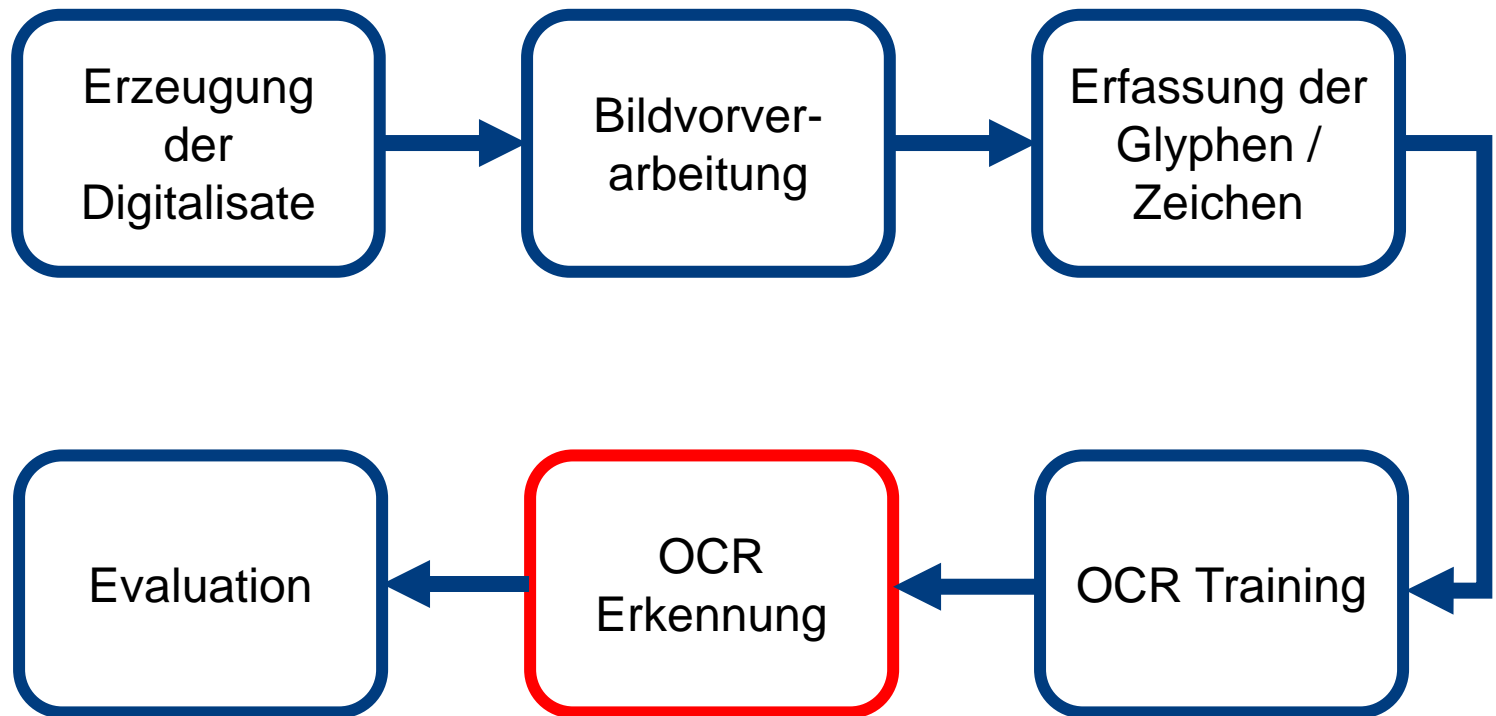 Erzeugung
der
Digitalisate
Bildvorver-
arbeitung
Erfassung der
Glyphen /
Zeichen
Evaluation
OCR
Erkennung
OCR Training